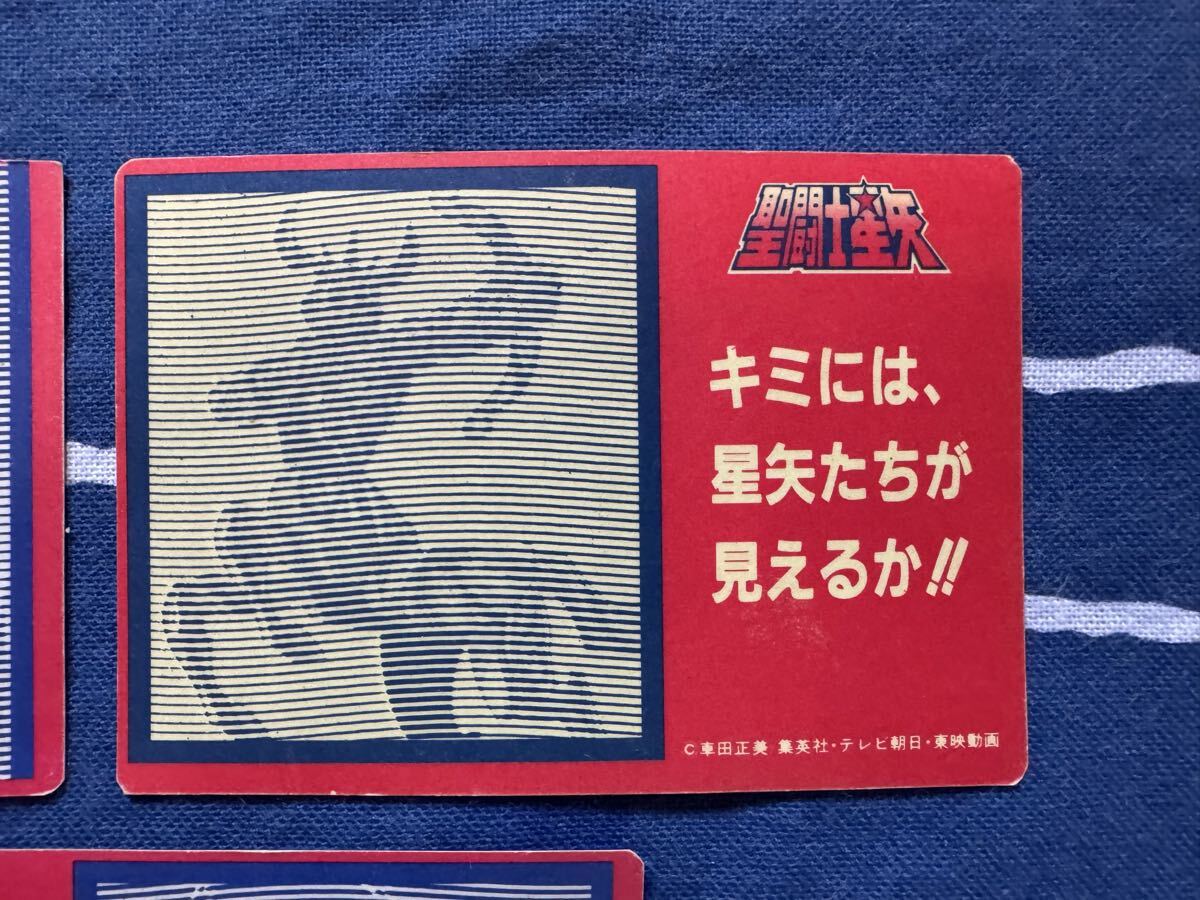 聖闘士星矢
キミには、
星矢たちが
見えるか!!
C.車田正美 集英社・テレビ朝日・東映動画